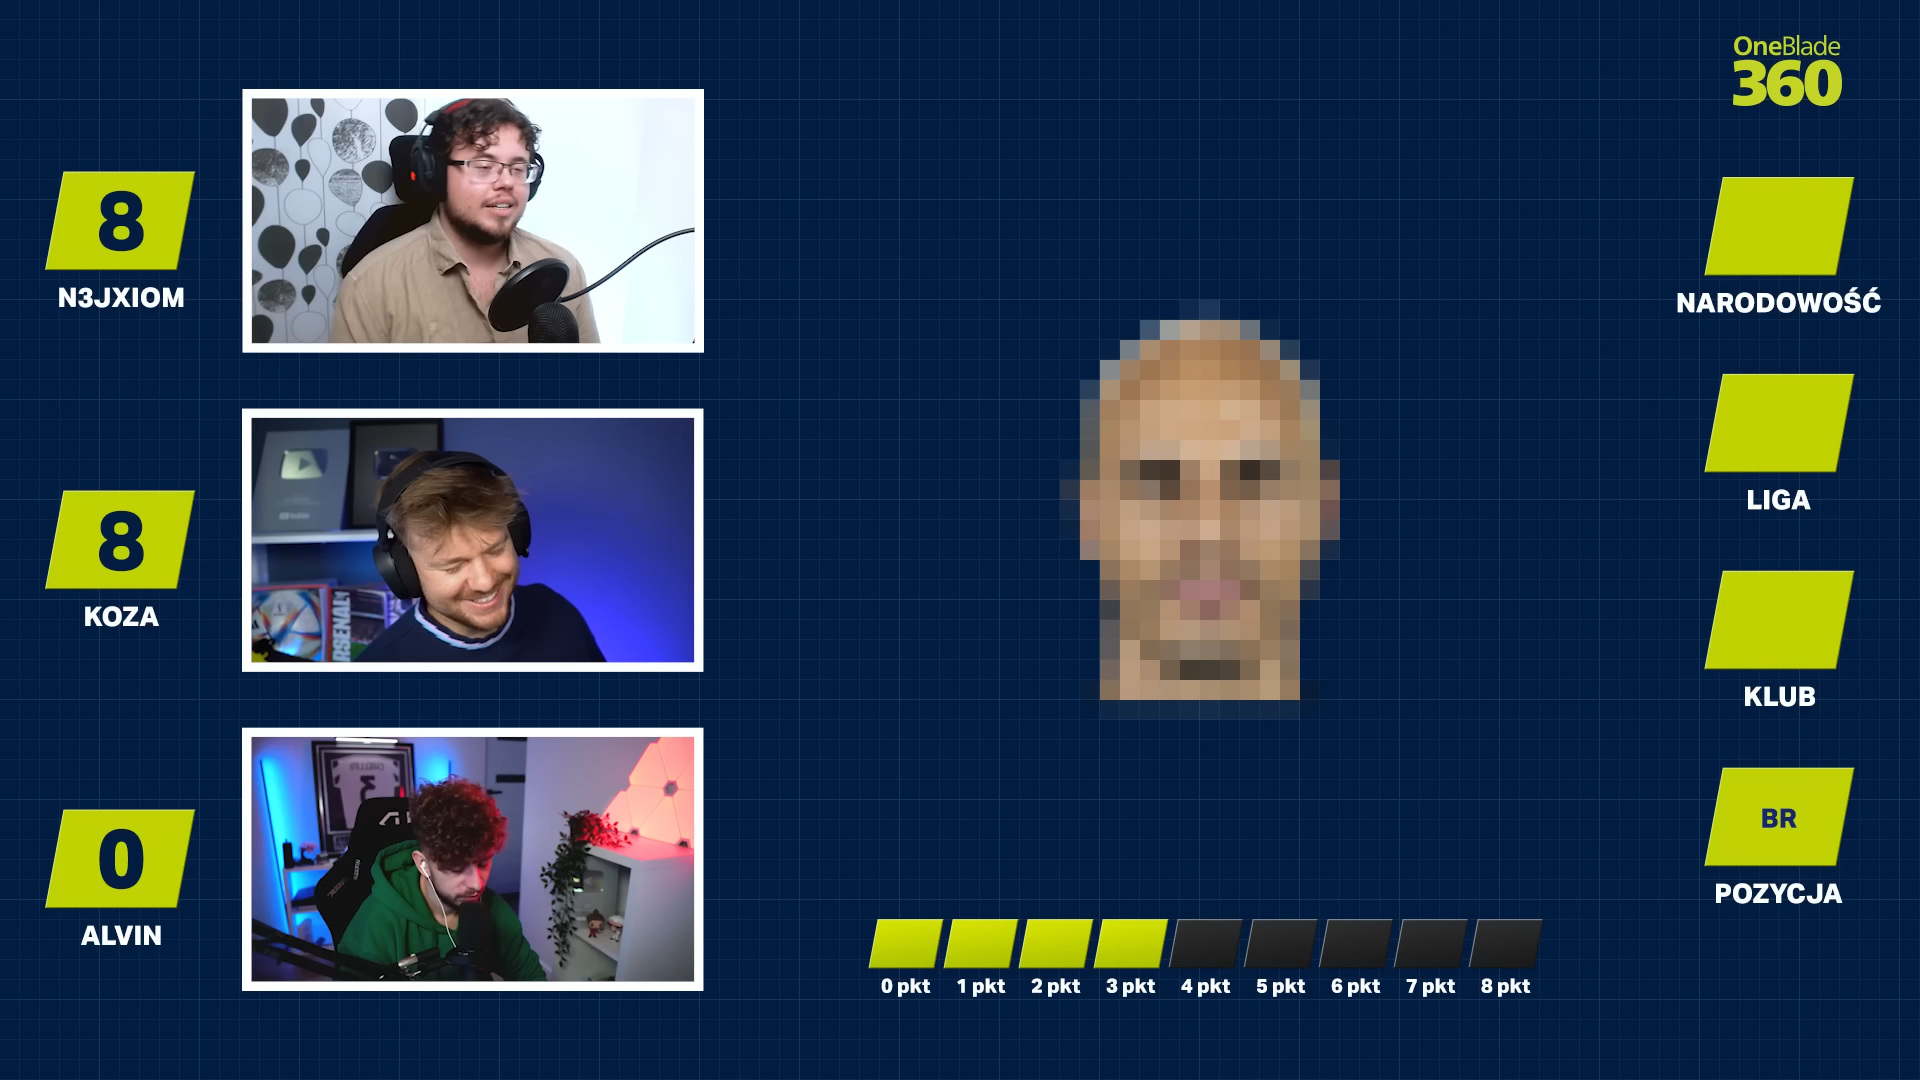 OneBlade
360
8
N3JXIOM
8
KOZA
0
ALVIN
ARSENAL
NARODOWOŚĆ
LIGA
KLUB
BR
POZYCJA
0 pkt
1 pkt
2 pkt
3 pkt
4 pkt
5 pkt
6 pkt
7 pkt
8 pkt